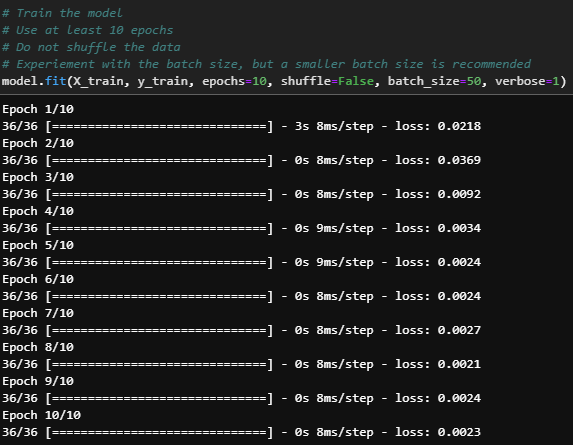 # Train the model
# Use at least 10 epochs
# Do not shuffle the data
# Experiement with the batch size, but a smaller batch size is recommended
model.fit(X_train, y_train, epochs=10, shuffle=False, batch_size=50, verbose=1)
Epoch 1/10
36/36 [==============================] - 3s 8ms/step - loss: 0.0218
Epoch 2/10
36/36 [==============================] - 0s 8ms/step - loss: 0.0369
Epoch 3/10
36/36 [==============================] - 0s 8ms/step - loss: 0.0092
Epoch 4/10
36/36 [==============================] - 0s 9ms/step - loss: 0.0034
Epoch 5/10
36/36 [==============================] - 0s 9ms/step - loss: 0.0024
Epoch 6/10
36/36 [==============================] - 0s 8ms/step - loss: 0.0024
Epoch 7/10
36/36 [==============================] - 0s 8ms/step - loss: 0.0027
Epoch 8/10
36/36 [==============================] - 0s 8ms/step - loss: 0.0021
Epoch 9/10
36/36 [==============================] - 0s 8ms/step - loss: 0.0024
Epoch 10/10
36/36 [==============================] - 0s 8ms/step - loss: 0.0023